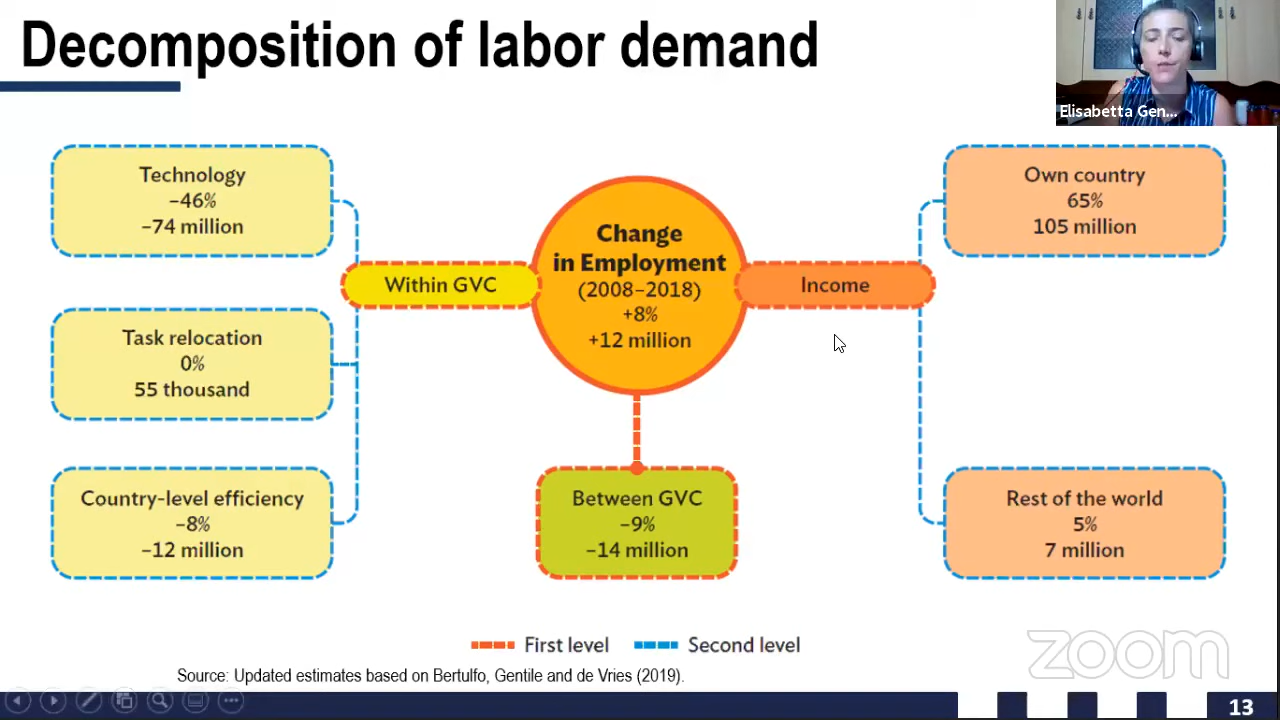 Decomposition of labor demand
Elisabetta Gen...
Technology
−46%
−74 million
Task relocation
0%
55 thousand
Country-level efficiency
−8%
−12 million
Within GVC
Change
in Employment
(2008–2018)
+8%
+12 million
Between GVC
−9%
−14 million
Income
Own country
65%
105 million
Rest of the world
5%
7 million
First level
Second level
Source: Updated estimates based on Bertulfo, Gentile and de Vries (2019).
zoom
13